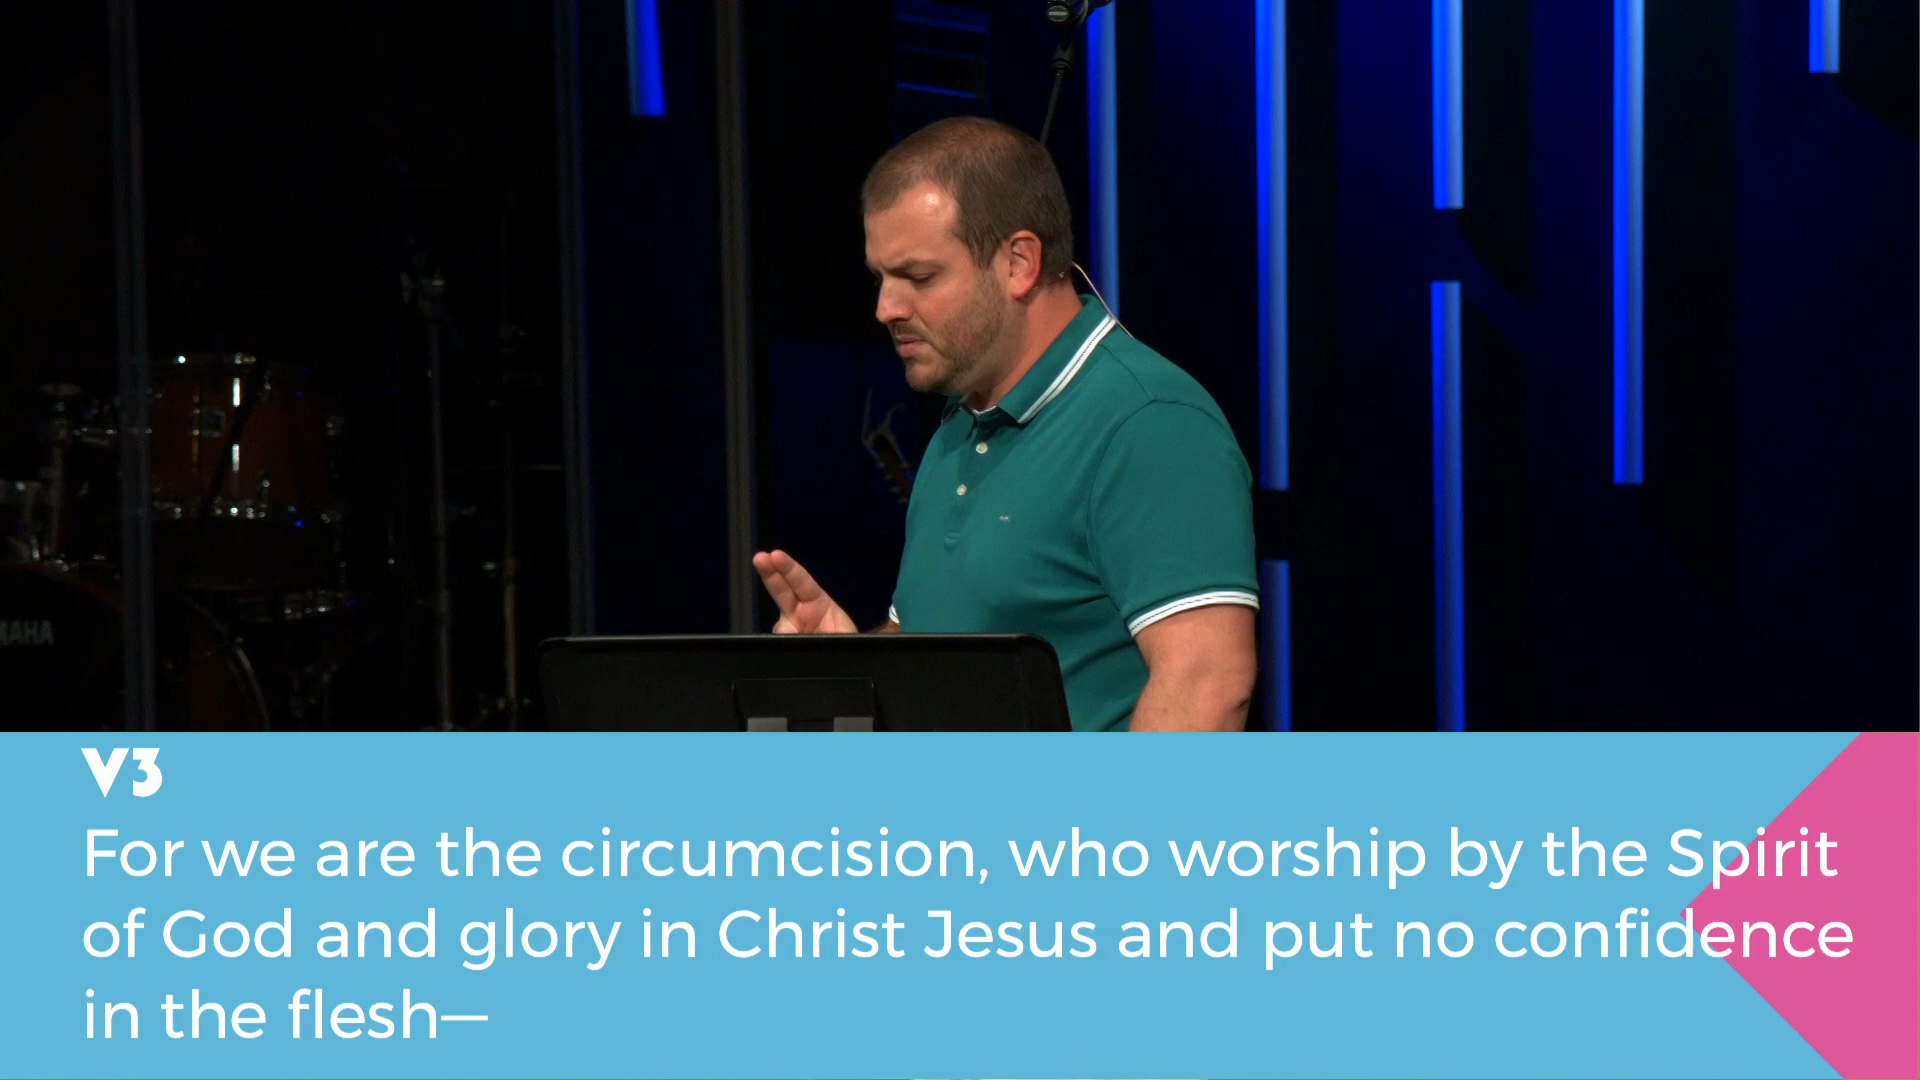 MAHA
V3
For we are the circumcision, who worship by the Spirit
of God and glory in Christ Jesus and put no confidence
in the flesh—